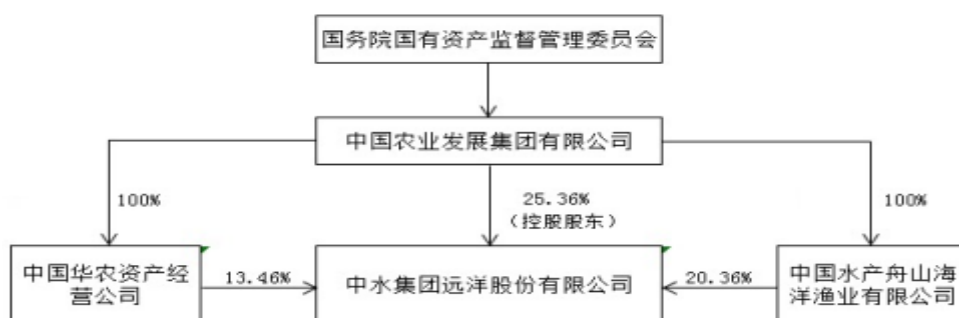 国务院国有资产监督管理委员会
中国农业发展集团有限公司
100%
25.36%
(控股股东)
100%
中国华农资产经
营公司
13.46%
中水集团远洋股份有限公司
20.36%
中国水产舟山海
洋渔业有限公司